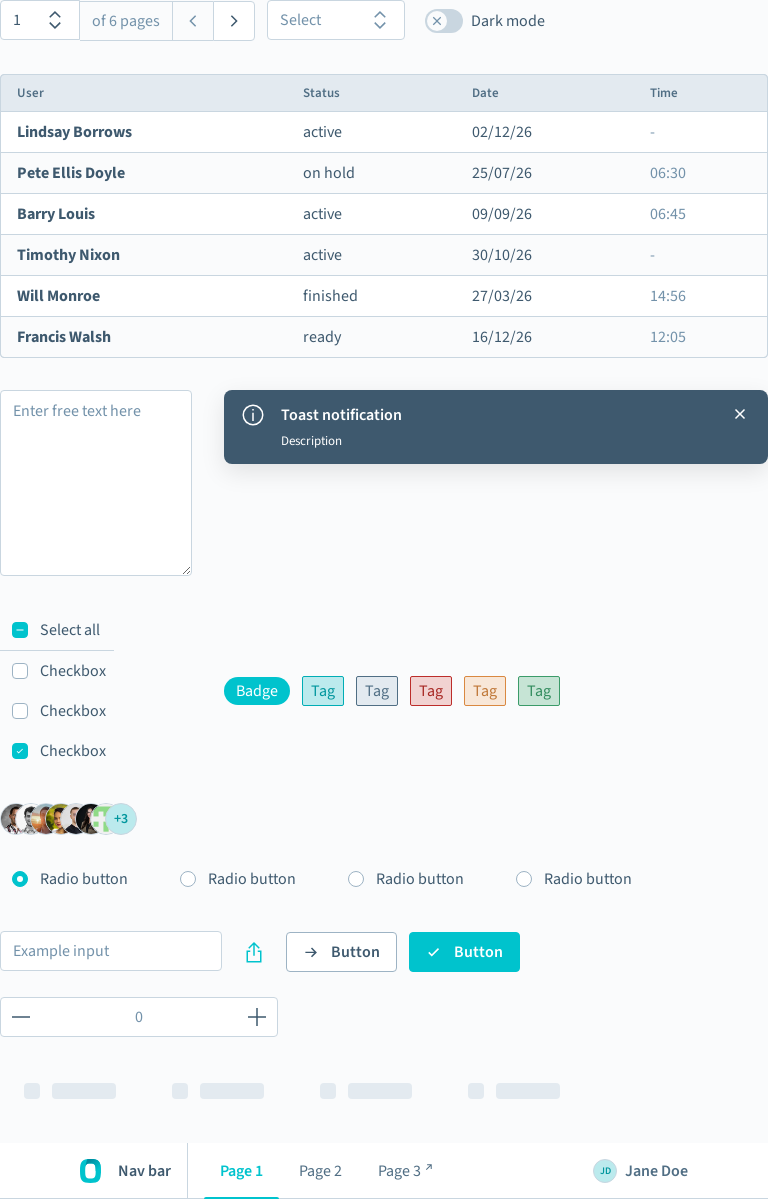 1 of 6 pages Select Dark mode
User Status Date Time
Lindsay Borrows active 02/12/26 -
Pete Ellis Doyle on hold 25/07/26 06:30
Barry Louis active 09/09/26 06:45
Timothy Nixon active 30/10/26 -
Will Monroe finished 27/03/26 14:56
Francis Walsh ready 16/12/26 12:05
Enter free text here
Toast notification
Description
Select all
Checkbox
Checkbox
Checkbox
Badge Tag Tag Tag Tag Tag
+3
Radio button Radio button Radio button Radio button
Example input Button Button
0
Nav bar Page 1 Page 2 Page 3 JD Jane Doe